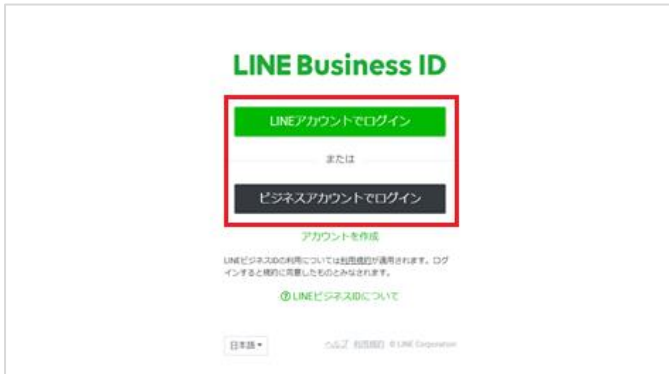 LINE Business ID
LINEアカウントでログイン
または
ビジネスアカウントでログイン
アカウントを作成
LINEビジネスIDの利用については利用規約が適用されます。ログ
インすると規約に同意したものとみなされます。
?LINEビジネスIDについて
日本語
ヘルプ 利用規約 © LINE Corporation